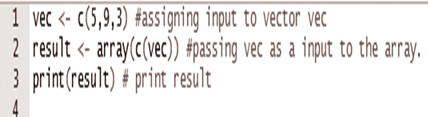 1 vec <- c(5,9,3) #assigning input to vector vec
2 result <- array(c(vec)) #passing vec as a input to the array.
3 print(result) # print result
4